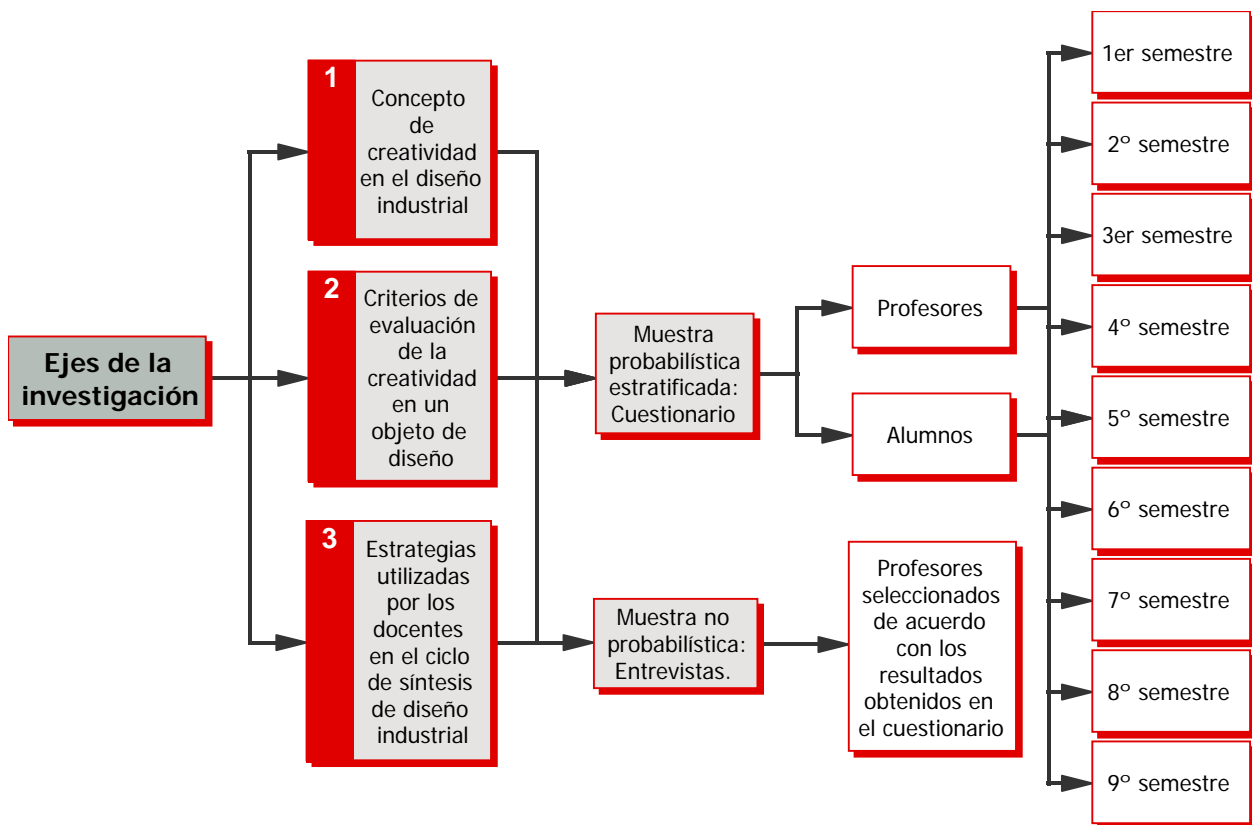 Ejes de la
investigación
1
Concepto
de
creatividad
en el diseño
industrial
2
Criterios de
evaluación
de la
creatividad
en un
objeto de
diseño
3
Estrategias
utilizadas
por los
docentes
en el ciclo
de síntesis
de diseño
industrial
Muestra
probabilística
estratificada:
Cuestionario
Muestra no
probabilística:
Entrevistas.
Profesores
Alumnos
Profesores
seleccionados
de acuerdo
con los
resultados
obtenidos en
el cuestionario
1er semestre
2º semestre
3er semestre
4º semestre
5º semestre
6º semestre
7º semestre
8º semestre
9º semestre